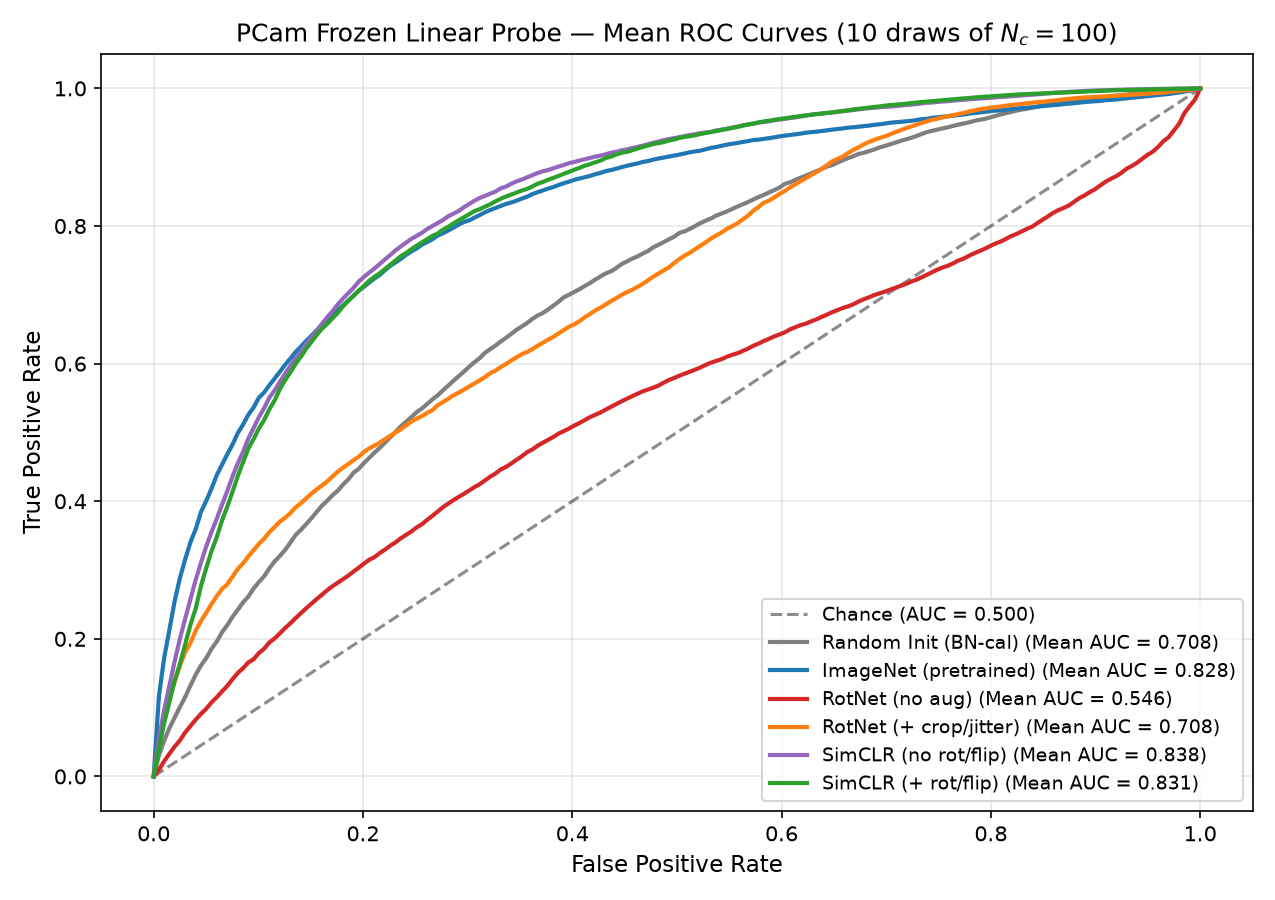 PCam Frozen Linear Probe — Mean ROC Curves (10 draws of N_c = 100)
True Positive Rate
1.0
0.8
0.6
0.4
0.2
0.0
Chance (AUC = 0.500)
Random Init (BN-cal) (Mean AUC = 0.708)
ImageNet (pretrained) (Mean AUC = 0.828)
RotNet (no aug) (Mean AUC = 0.546)
RotNet (+ crop/jitter) (Mean AUC = 0.708)
SimCLR (no rot/flip) (Mean AUC = 0.838)
SimCLR (+ rot/flip) (Mean AUC = 0.831)
0.0 0.2 0.4 0.6 0.8 1.0
False Positive Rate